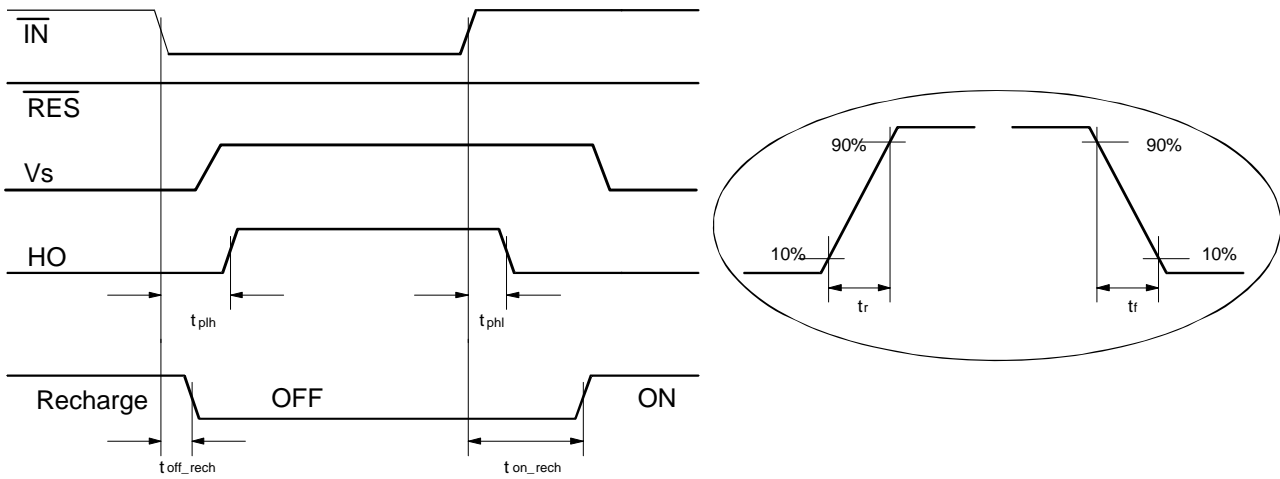 IN
RES
Vs
HO
t plh
t phl
Recharge OFF ON
t off_rech
t on_rech
90% 90%
10% 10%
tr tf